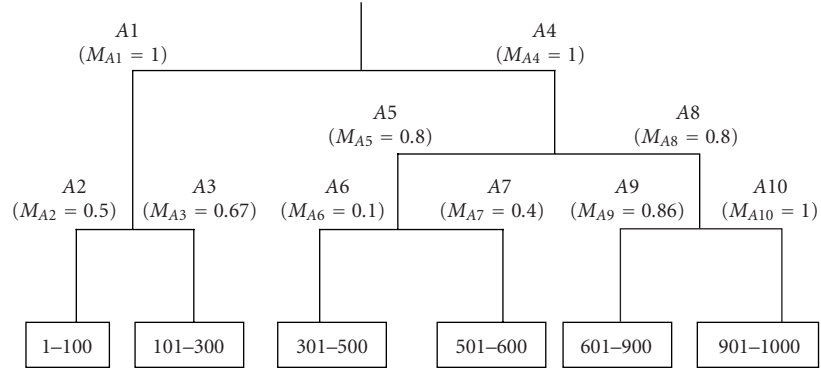 A1
(M_A1 = 1)
A4
(M_A4 = 1)
A5
(M_A5 = 0.8)
A8
(M_A8 = 0.8)
A2
(M_A2 = 0.5)
A3
(M_A3 = 0.67)
A6
(M_A6 = 0.1)
A7
(M_A7 = 0.4)
A9
(M_A9 = 0.86)
A10
(M_A10 = 1)
1–100
101–300
301–500
501–600
601–900
901–1000